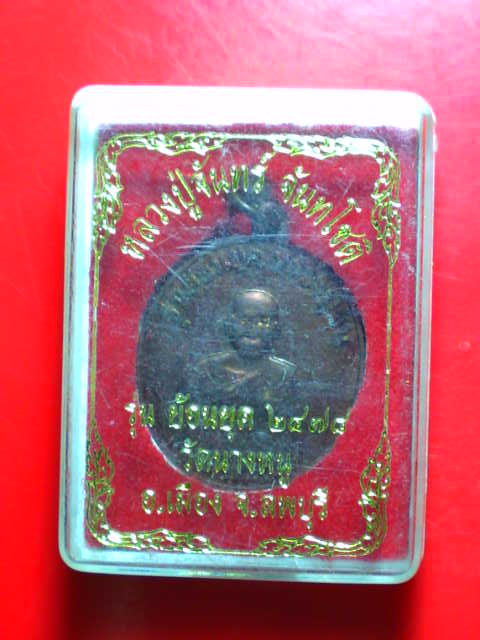 หลวงปู่จันทร์ จันทโชติ
รุ่น ย้อนยุค ๒๔๗๘
วัดนางหนู
อ.เมือง จ.ลพบุรี